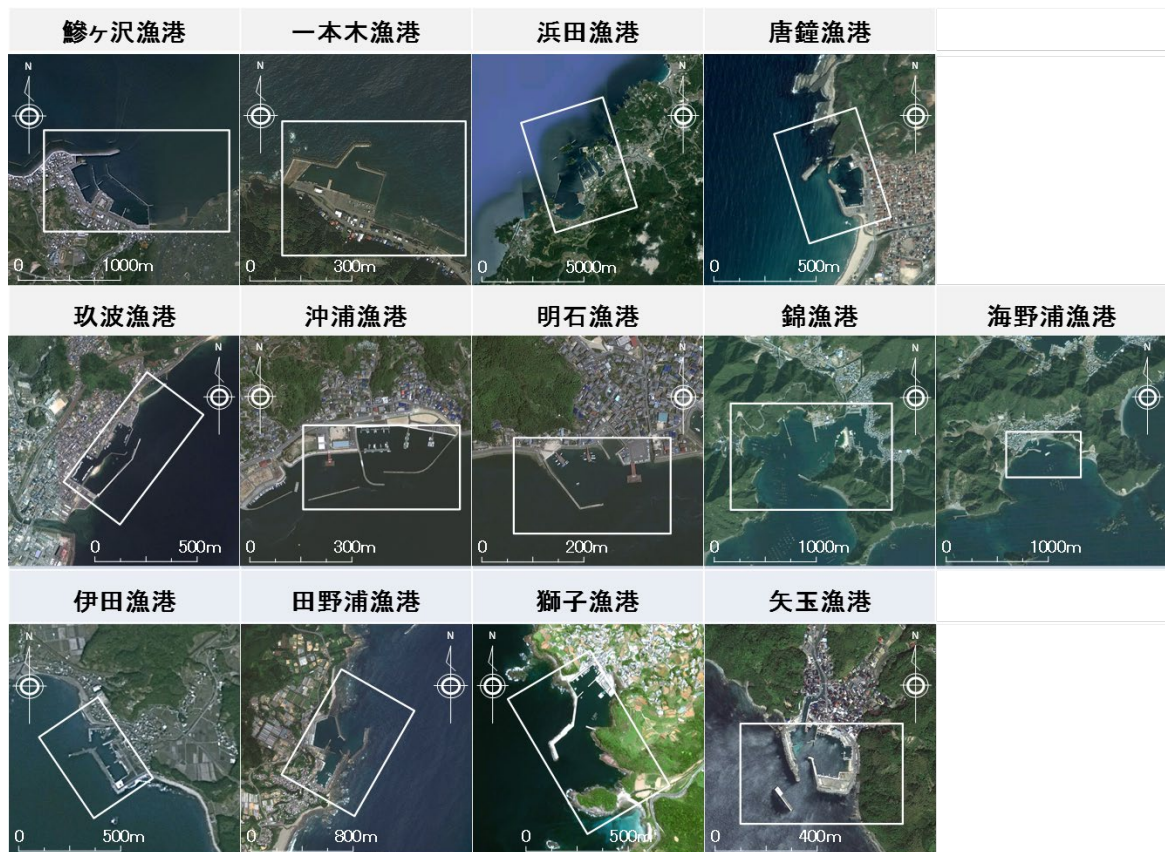 鰺ヶ沢漁港
一本木漁港
浜田漁港
唐鐘漁港
N
0 1000m
N
0 300m
N
0 5000m
N
0 500m
玖波漁港
沖浦漁港
明石漁港
錦漁港
海野浦漁港
N
0 500m
N
0 300m
N
0 200m
N
0 1000m
N
0 1000m
伊田漁港
田野浦漁港
獅子漁港
矢玉漁港
N
0 500m
N
0 800m
N
0 500m
N
0 400m